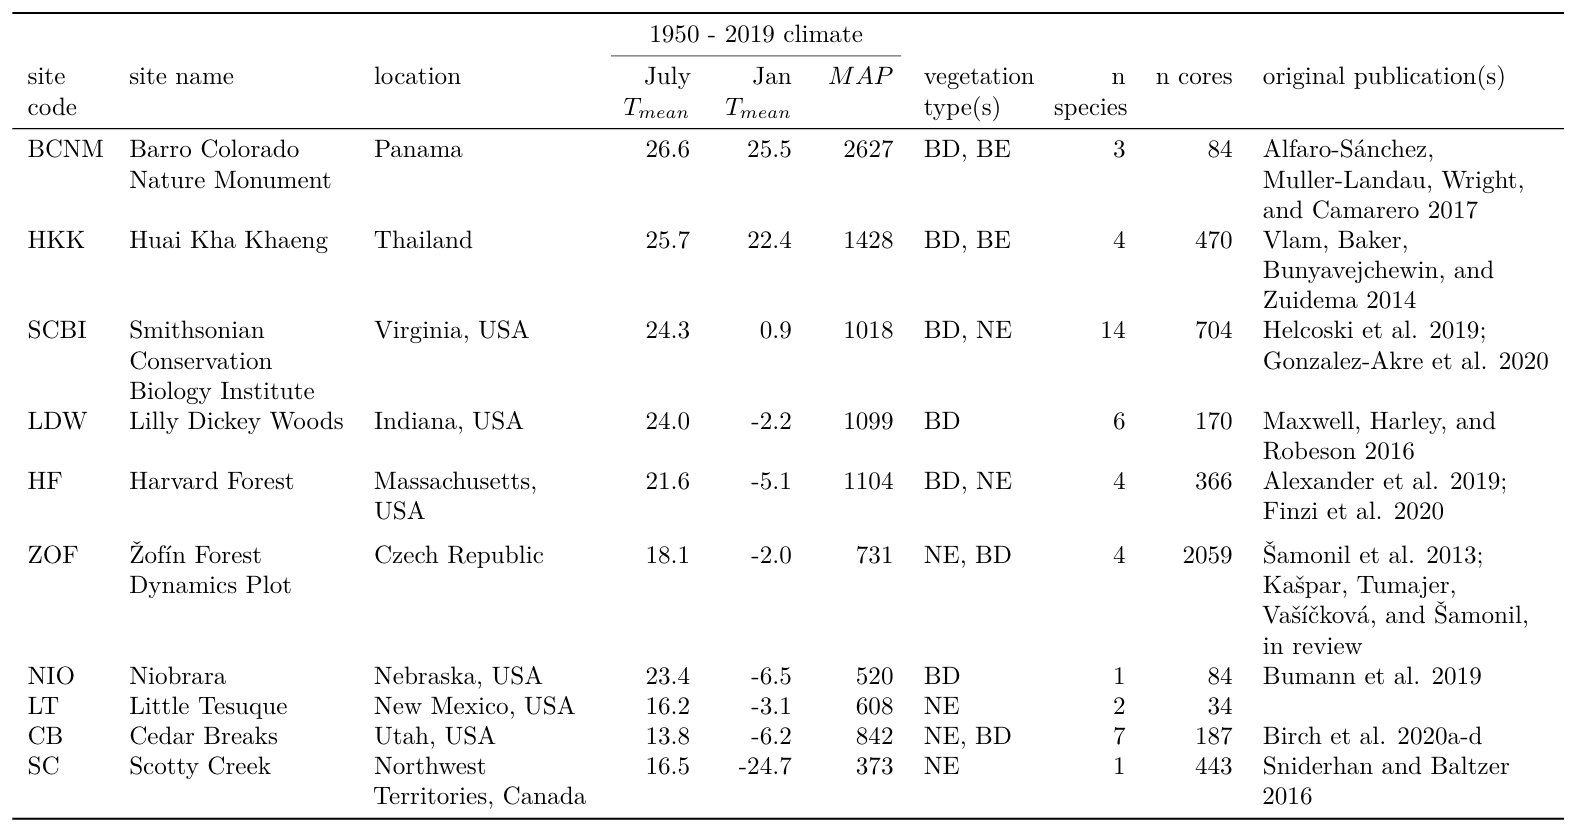 1950 - 2019 climate
site site name location July Jan MAP vegetation n n cores original publication(s)
code Tmean Tmean type(s) species
BCNM Barro Colorado Panama 26.6 25.5 2627 BD, BE 3 84 Alfaro-Sánchez,
Nature Monument Muller-Landau, Wright,
and Camarero 2017
HKK Huai Kha Khaeng Thailand 25.7 22.4 1428 BD, BE 4 470 Vlam, Baker,
Bunyavejchewin, and
Zuidema 2014
SCBI Smithsonian Virginia, USA 24.3 0.9 1018 BD, NE 14 704 Helcoski et al. 2019;
Conservation Gonzalez-Akre et al. 2020
Biology Institute
LDW Lilly Dickey Woods Indiana, USA 24.0 -2.2 1099 BD 6 170 Maxwell, Harley, and
Robeson 2016
HF Harvard Forest Massachusetts, 21.6 -5.1 1104 BD, NE 4 366 Alexander et al. 2019;
USA Finzi et al. 2020
ZOF Žofín Forest Czech Republic 18.1 -2.0 731 NE, BD 4 2059 Šamonil et al. 2013;
Dynamics Plot Kašpar, Tumajer,
Vašíčková, and Šamonil,
in review
NIO Niobrara Nebraska, USA 23.4 -6.5 520 BD 1 84 Bumann et al. 2019
LT Little Tesuque New Mexico, USA 16.2 -3.1 608 NE 2 34
CB Cedar Breaks Utah, USA 13.8 -6.2 842 NE, BD 7 187 Birch et al. 2020a-d
SC Scotty Creek Northwest 16.5 -24.7 373 NE 1 443 Sniderhan and Baltzer
Territories, Canada 2016